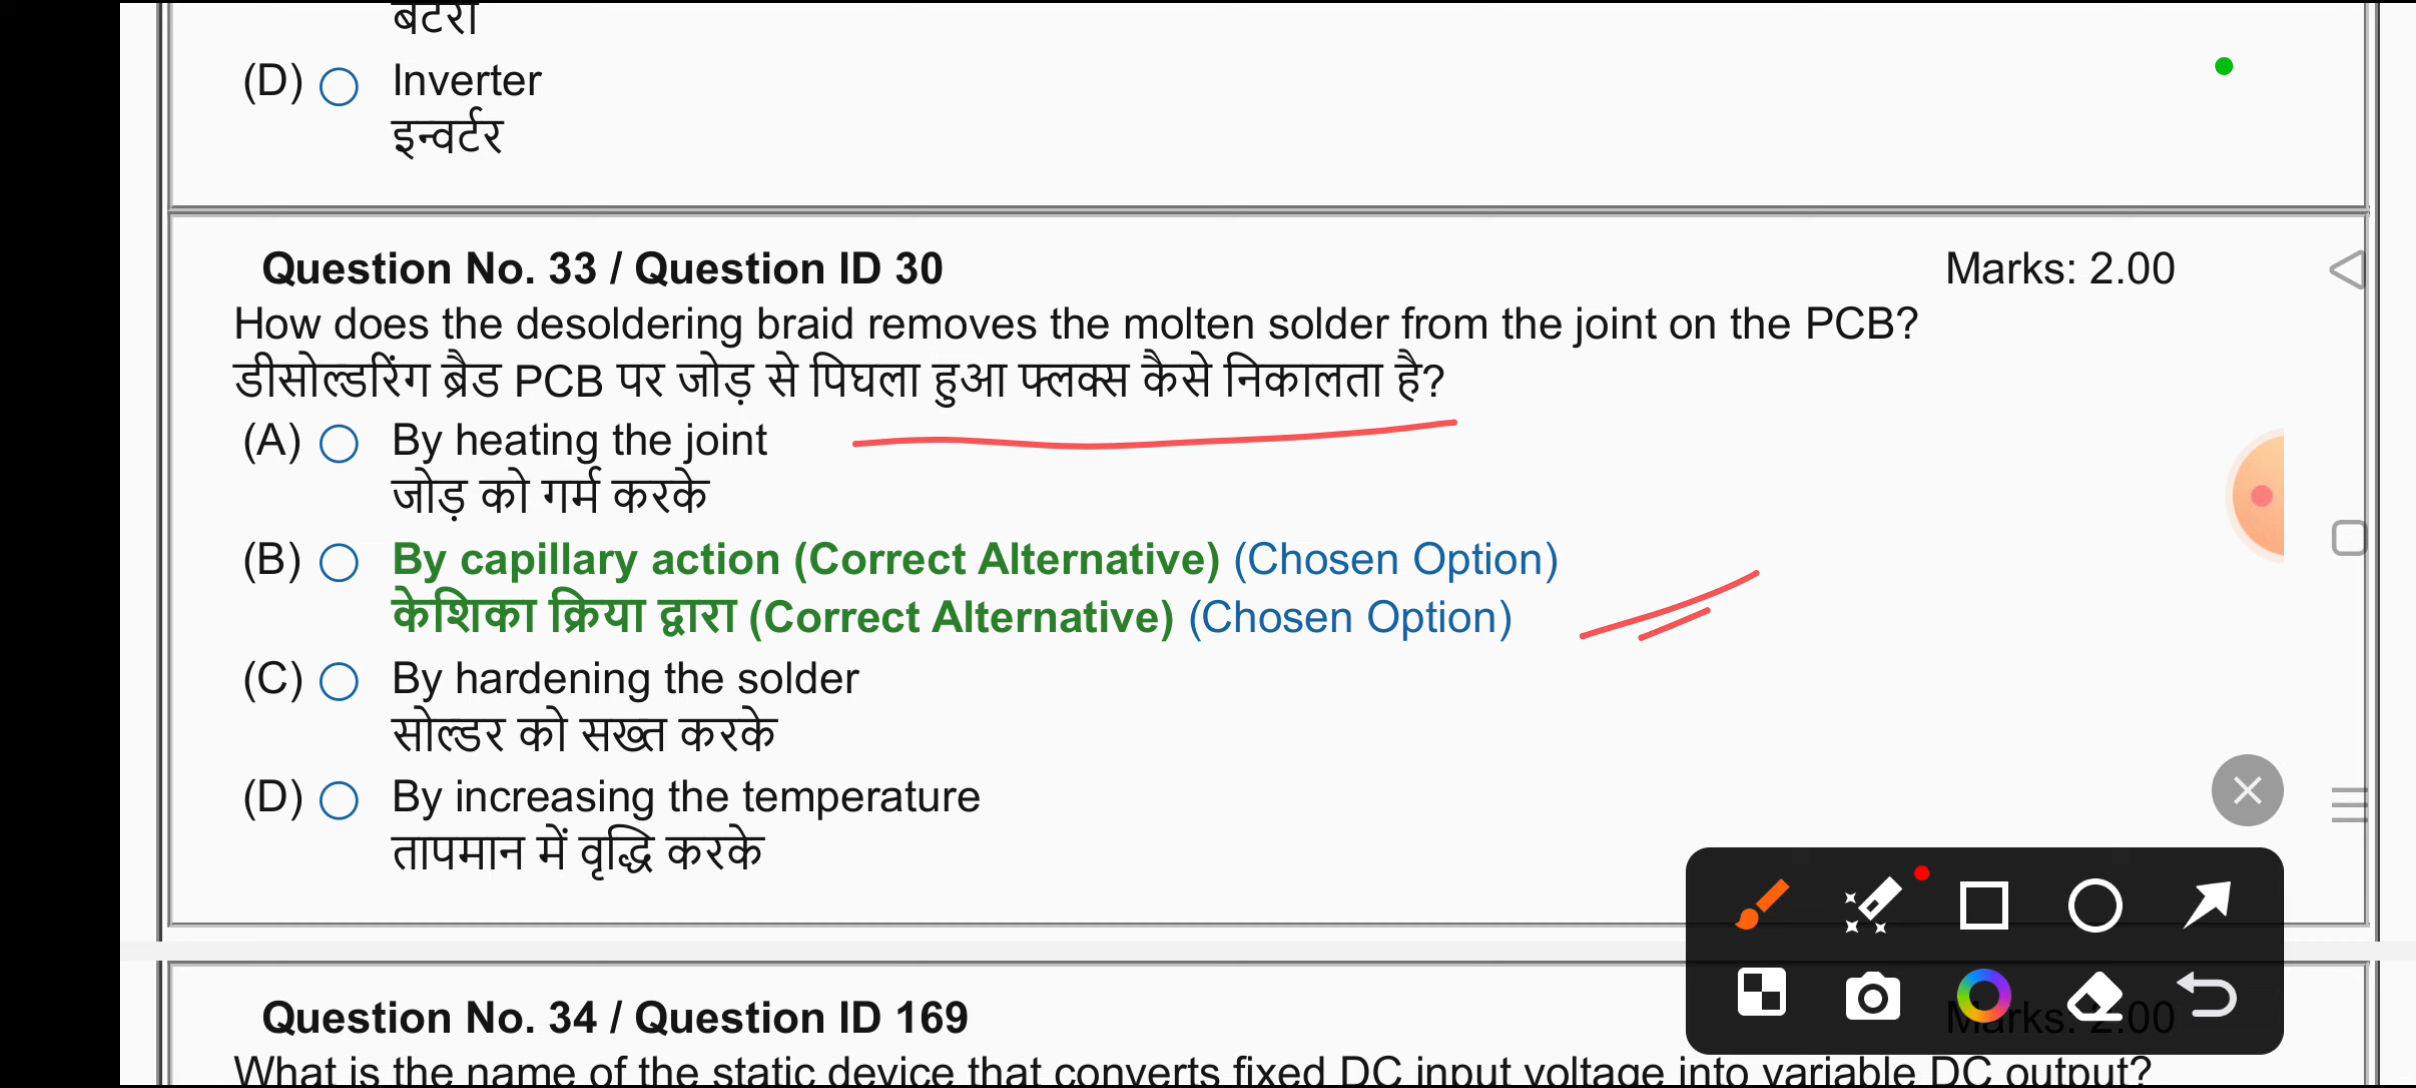 बैटरी
(D) Inverter
इन्वर्टर
Question No. 33 / Question ID 30 Marks: 2.00
How does the desoldering braid removes the molten solder from the joint on the PCB?
डीसोल्डरिंग ब्रैड PCB पर जोड़ से पिघला हुआ फ्लक्स कैसे निकालता है?
(A) By heating the joint
जोड़ को गर्म करके
(B) By capillary action (Correct Alternative) (Chosen Option)
केशिका क्रिया द्वारा (Correct Alternative) (Chosen Option)
(C) By hardening the solder
सोल्डर को सख्त करके
(D) By increasing the temperature
तापमान में वृद्धि करके
Question No. 34 / Question ID 169 Marks: 2.00
What is the name of the static device that converts fixed DC input voltage into variable DC output?